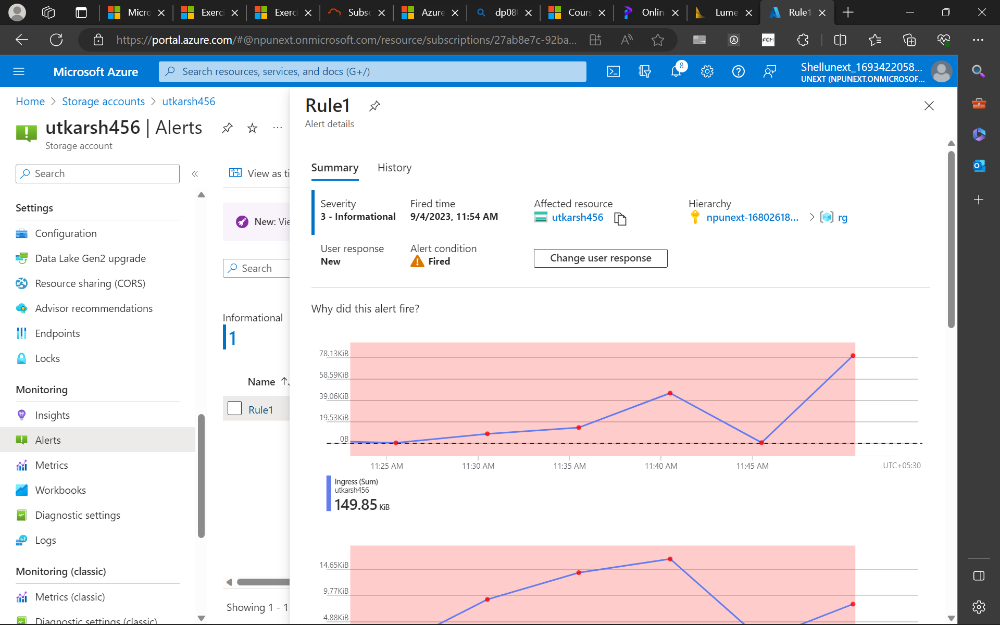 Micro
Exerci
Exerci
Subsc
Azure
dp080
Cours
Onlin
Lume
Rule1
https://portal.azure.com/#@npunext.onmicrosoft.com/resource/subscriptions/27ab8e7c-92ba...
FCM
Microsoft Azure
Search resources, services, and docs (G+/)
8
Shellunext_1693422058...
UNEXT (NPUNEXT.ONMICROSOF...
Home > Storage accounts > utkarsh456
utkarsh456 | Alerts
Storage account
Search
Settings
Configuration
Data Lake Gen2 upgrade
Resource sharing (CORS)
Advisor recommendations
Endpoints
Locks
Monitoring
Insights
Alerts
Metrics
Workbooks
Diagnostic settings
Logs
Monitoring (classic)
Metrics (classic)
Diagnostic settings (classic)
View as ti
New: Vie
Search
Informational
1
Name
Rule1
Showing 1 - 1
Rule1
Alert details
Summary
History
Severity
3 - Informational
Fired time
9/4/2023, 11:54 AM
Affected resource
utkarsh456
Hierarchy
npunext-16802618... > rg
User response
New
Alert condition
Fired
Change user response
Why did this alert fire?
78.13KiB
58.59KiB
39.06KiB
19.53KiB
0B
11:25 AM
11:30 AM
11:35 AM
11:40 AM
11:45 AM
UTC+05:30
Ingress (Sum)
utkarsh456
149.85 KiB
14.65KiB
9.77KiB
4.88KiB